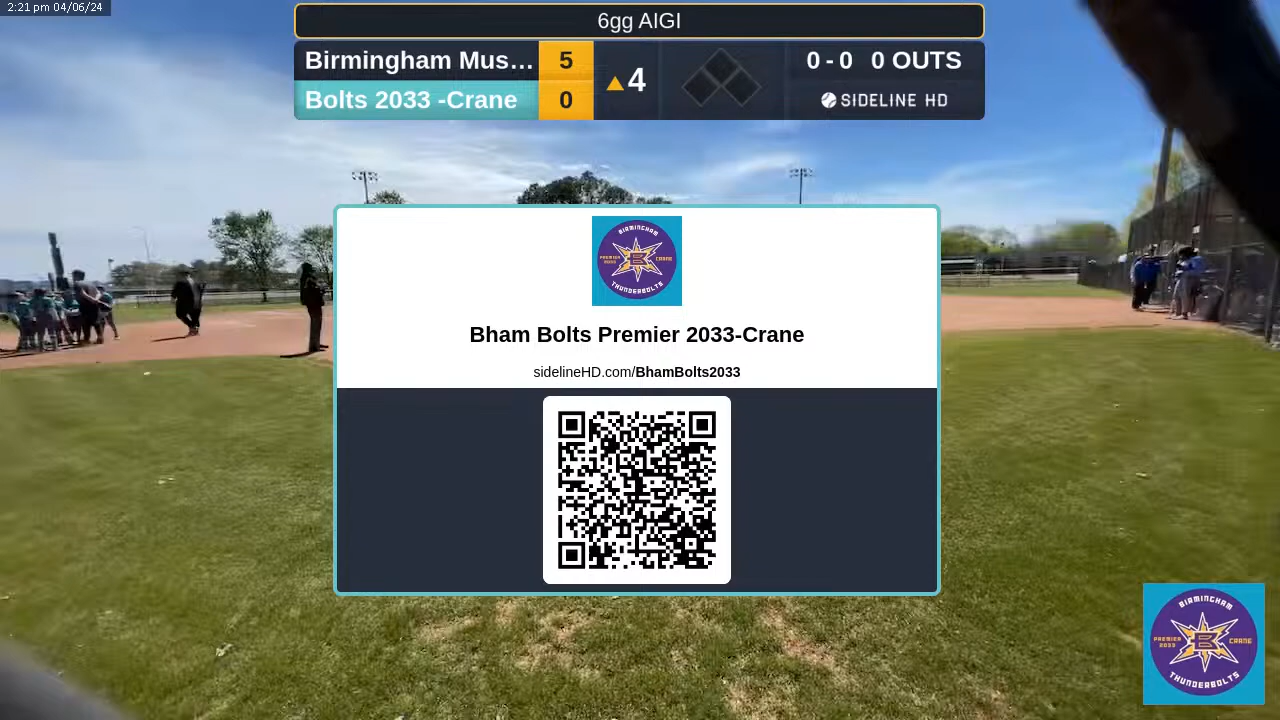 2:21 pm 04/06/24
6gg AIGI
Birmingham Mus… 5
Bolts 2033 -Crane 0
4
0 - 0 0 OUTS
SIDELINE HD
BIRMINGHAM
PREMIER 2033
CRANE
B
THUNDERBOLTS
Bham Bolts Premier 2033-Crane
sidelineHD.com/BhamBolts2033
BIRMINGHAM
PREMIER 2033
CRANE
B
THUNDERBOLTS